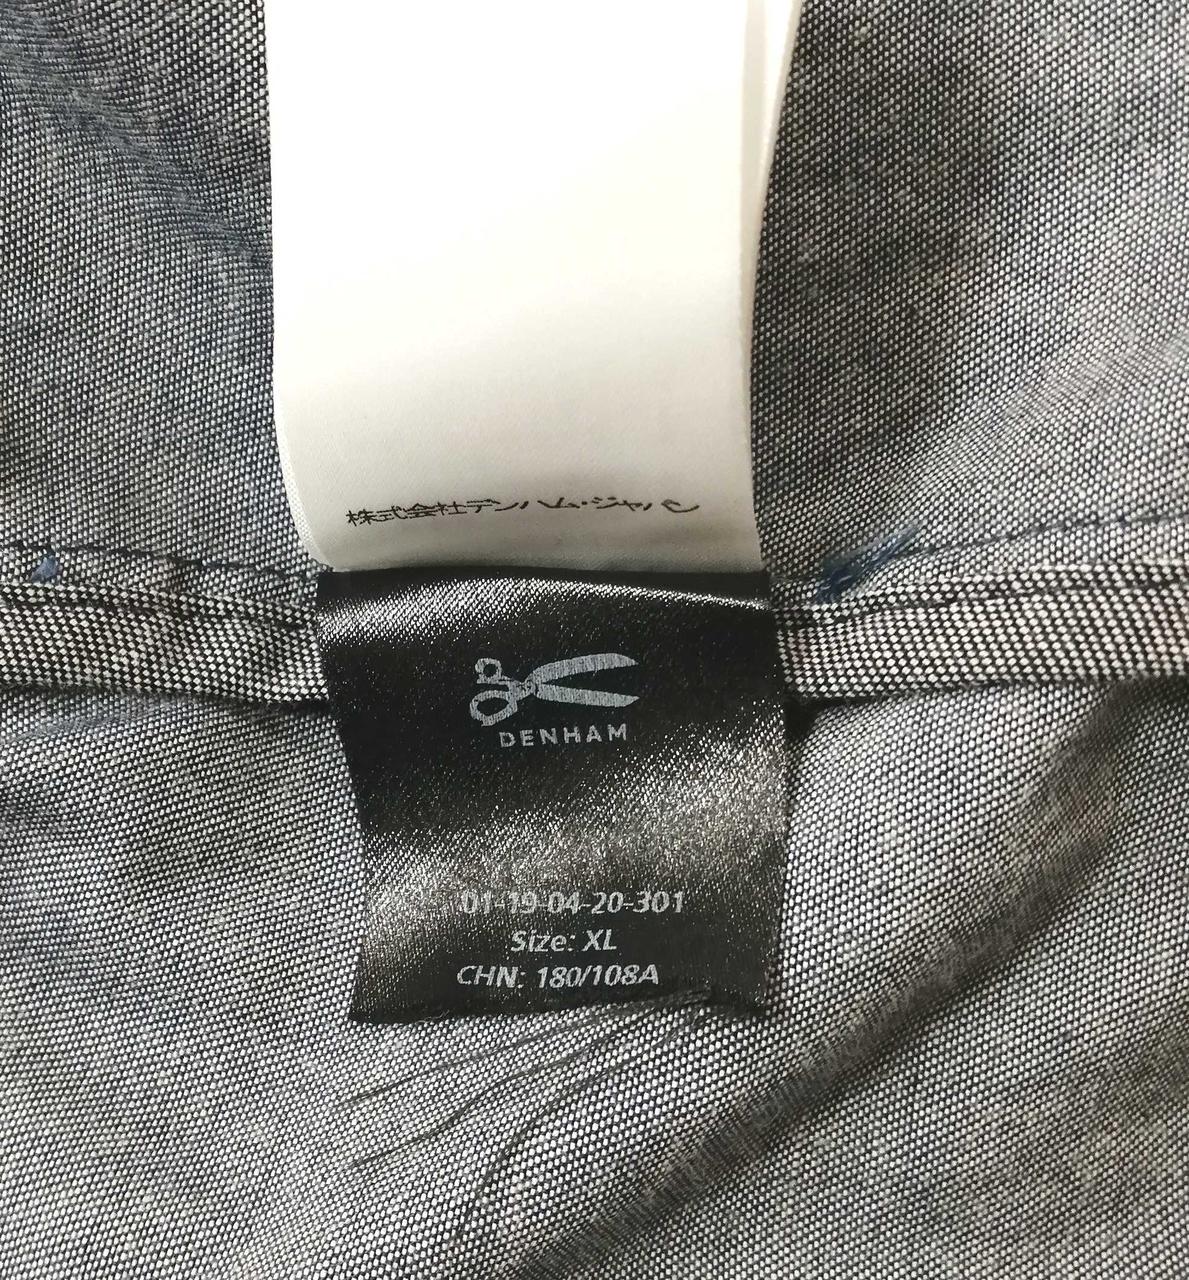 株式会社デンハム・ジャパン
DENHAM
01-19-04-20-301
Size: XL
CHN: 180/108A